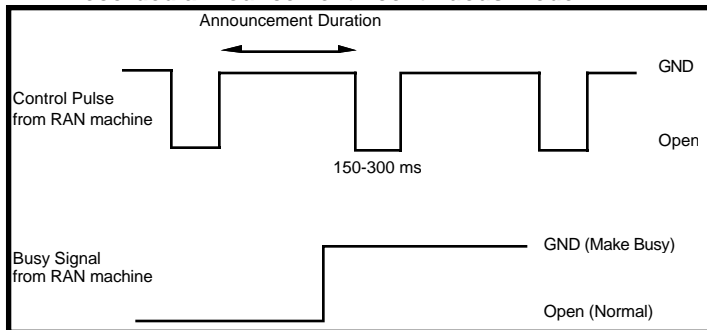 Announcement Duration
GND
Control Pulse
from RAN machine
Open
150-300 ms
GND (Make Busy)
Busy Signal
from RAN machine
Open (Normal)